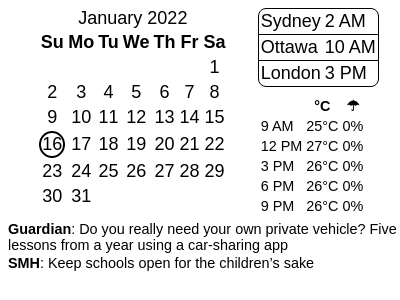 January 2022
Su Mo Tu We Th Fr Sa
1
2 3 4 5 6 7 8
9 10 11 12 13 14 15
16 17 18 19 20 21 22
23 24 25 26 27 28 29
30 31
Sydney 2 AM
Ottawa 10 AM
London 3 PM
°C ☂
9 AM 25°C 0%
12 PM 27°C 0%
3 PM 26°C 0%
6 PM 26°C 0%
9 PM 26°C 0%
Guardian: Do you really need your own private vehicle? Five
lessons from a year using a car-sharing app
SMH: Keep schools open for the children’s sake